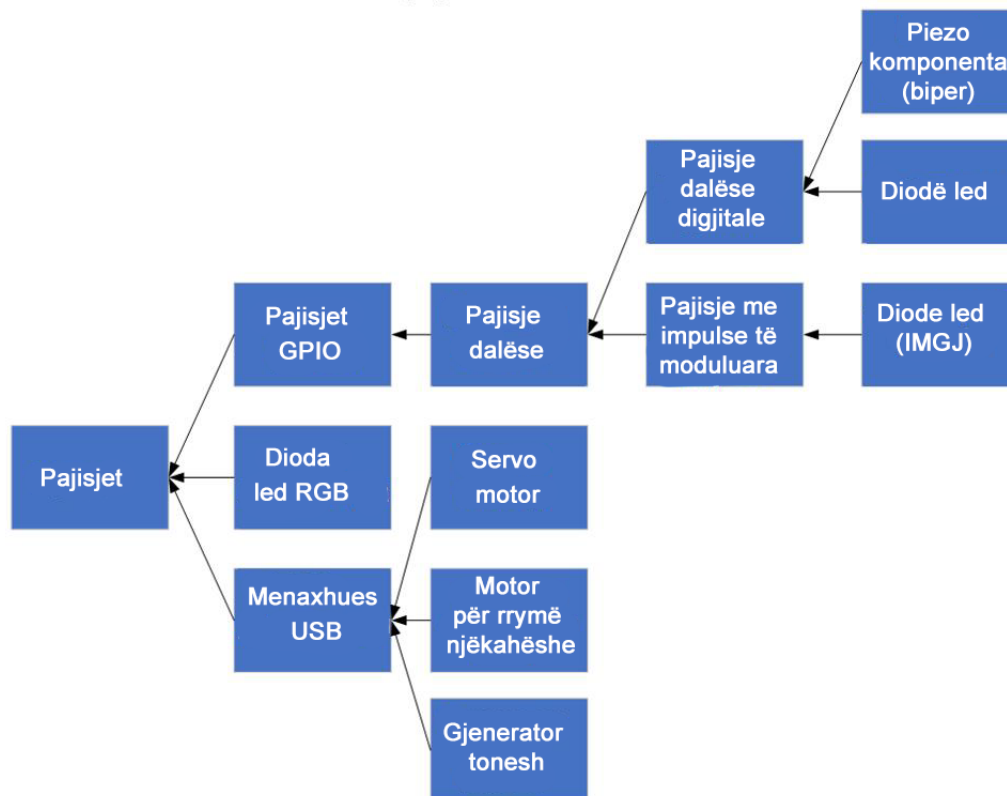 Piezo
komponenta
(biper)
Pajisje
dalëse
digjitale
Diodë led
Pajisjet
GPIO
Pajisje
dalëse
Pajisje me
impulse të
moduluara
Diode led
(IMGJ)
Pajisjet
Dioda
led RGB
Servo
motor
Menaxhues
USB
Motor
për rrymë
njëkahëshe
Gjenerator
tonesh